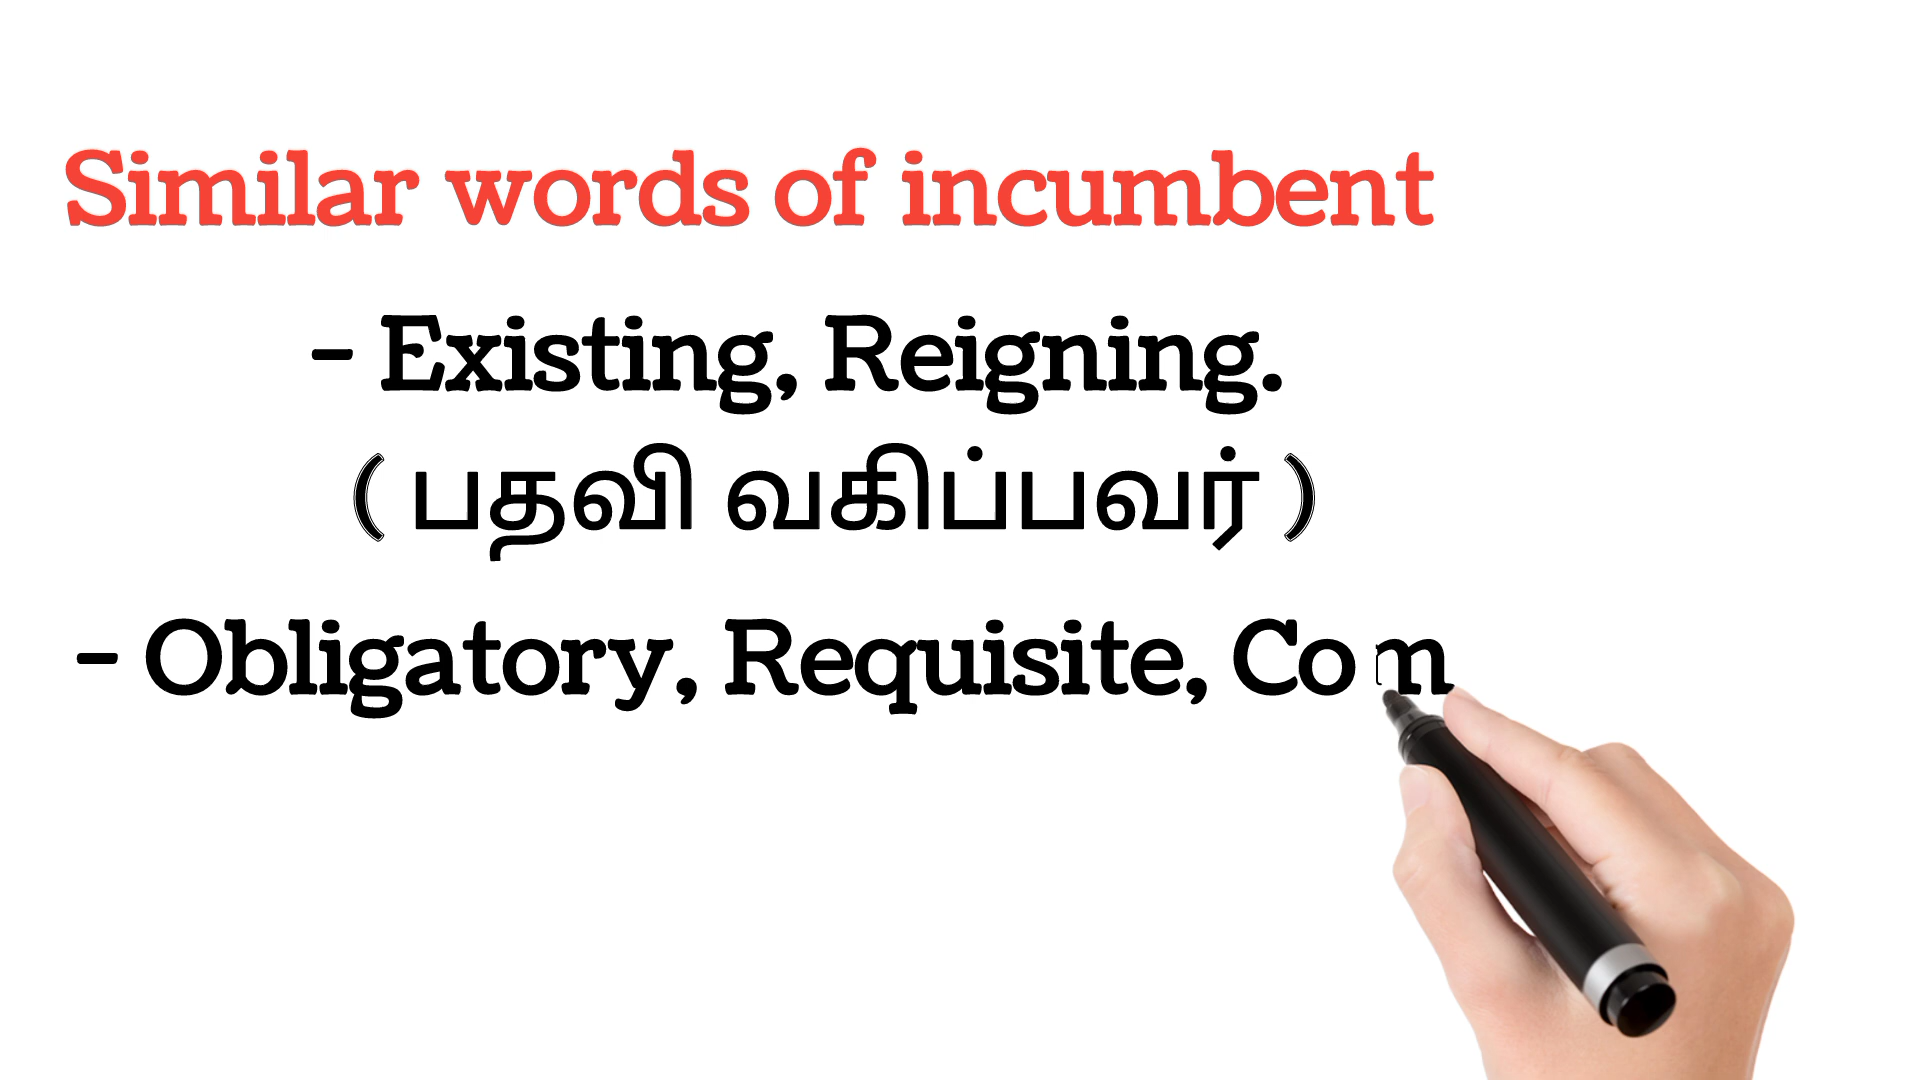 Similar words of incumbent
- Existing, Reigning.
( பதவி வகிப்பவர் )
- Obligatory, Requisite, Com